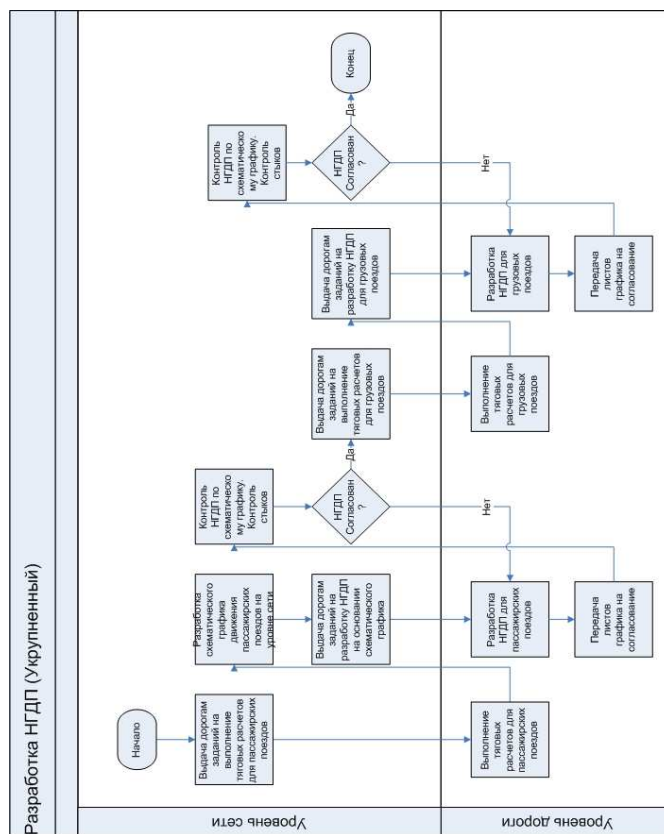 Разработка НГДП (Укрупненный)
Уровень сети
Уровень дороги
Начало
Выдача дорогам
заданий на
выполнение
тяговых расчетов
для пассажирских
поездов
Выполнение
тяговых
расчетов для
пассажирских
поездов
Разработка
схематического
графика
движения
пассажирских
поездов на
уровне сети
Выдача дорогам
заданий на
разработку НГДП
на основании
схематического
графика
Разработка
НГДП для
пассажирских
поездов
Передача
листов
графика на
согласование
Контроль
НГДП по
схематическо
му графику.
Контроль
стыков
НГДП
Согласован
?
Да
Нет
Выдача дорогам
заданий на
выполнение
тяговых расчетов
для грузовых
поездов
Выполнение
тяговых
расчетов для
грузовых
поездов
Выдача дорогам
заданий на
разработку НГДП
для грузовых
поездов
Разработка
НГДП для
грузовых
поездов
Передача
листов
графика на
согласование
Контроль
НГДП по
схематическо
му графику.
Контроль
стыков
НГДП
Согласован
?
Да
Нет
Конец